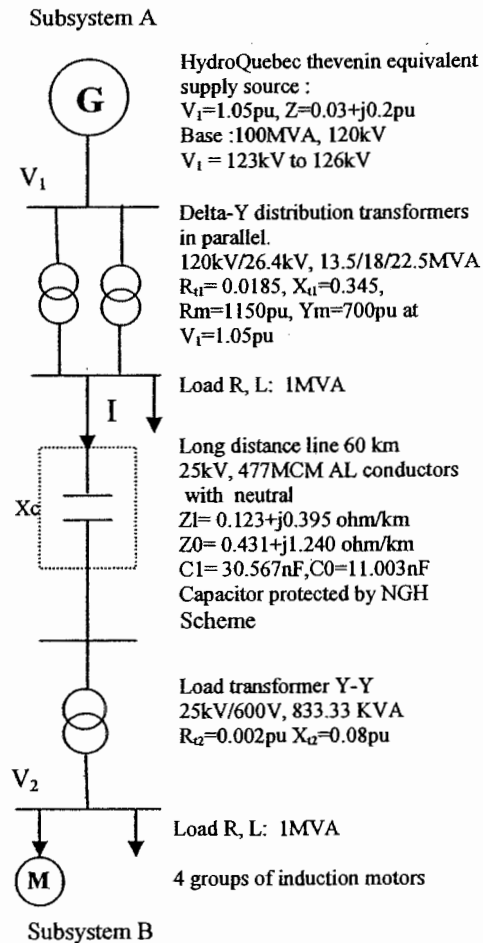 Subsystem A
G
HydroQuebec thevenin equivalent
supply source :
V₁=1.05pu, Z=0.03+j0.2pu
Base :100MVA, 120kV
V₁ = 123kV to 126kV
V₁
Delta-Y distribution transformers
in parallel.
120kV/26.4kV, 13.5/18/22.5MVA
Rₜ₁= 0.0185, Xₜ₁=0.345,
Rm=1150pu, Ym=700pu at
V₁=1.05pu
Load R, L: 1MVA
I
Long distance line 60 km
25kV, 477MCM AL conductors
with neutral
Xc
Zl= 0.123+j0.395 ohm/km
Z0= 0.431+j1.240 ohm/km
C1= 30.567nF,C0=11.003nF
Capacitor protected by NGH
Scheme
Load transformer Y-Y
25kV/600V, 833.33 KVA
Rₜ₂=0.002pu Xₜ₂=0.08pu
V₂
Load R, L: 1MVA
M
4 groups of induction motors
Subsystem B